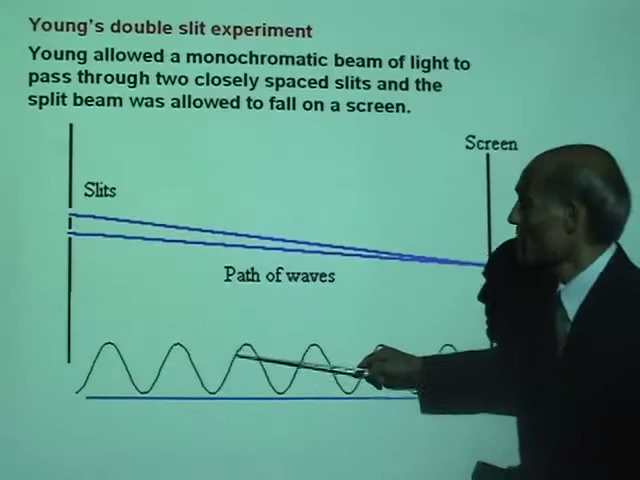 Young's double slit experiment
Young allowed a monochromatic beam of light to
pass through two closely spaced slits and the
split beam was allowed to fall on a screen.
Screen
Slits
Path of waves